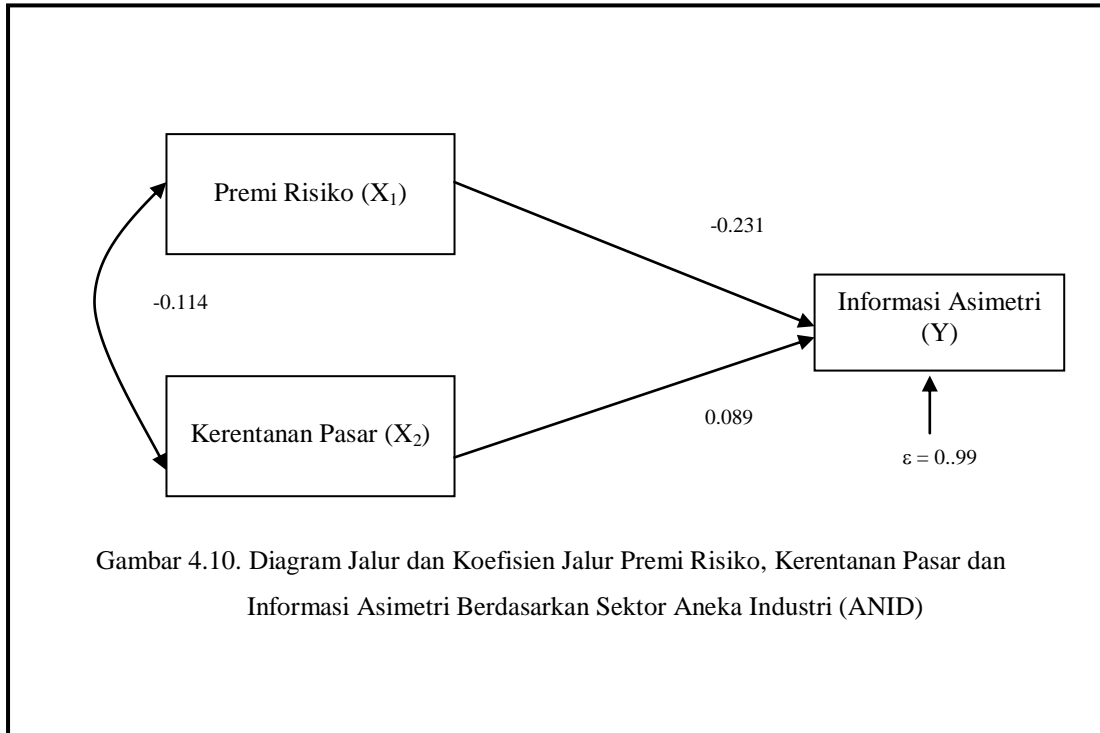 Premi Risiko (X₁)
-0.231
Informasi Asimetri
(Y)
-0.114
Kerentanan Pasar (X₂)
0.089
ε = 0..99
Gambar 4.10. Diagram Jalur dan Koefisien Jalur Premi Risiko, Kerentanan Pasar dan
Informasi Asimetri Berdasarkan Sektor Aneka Industri (ANID)